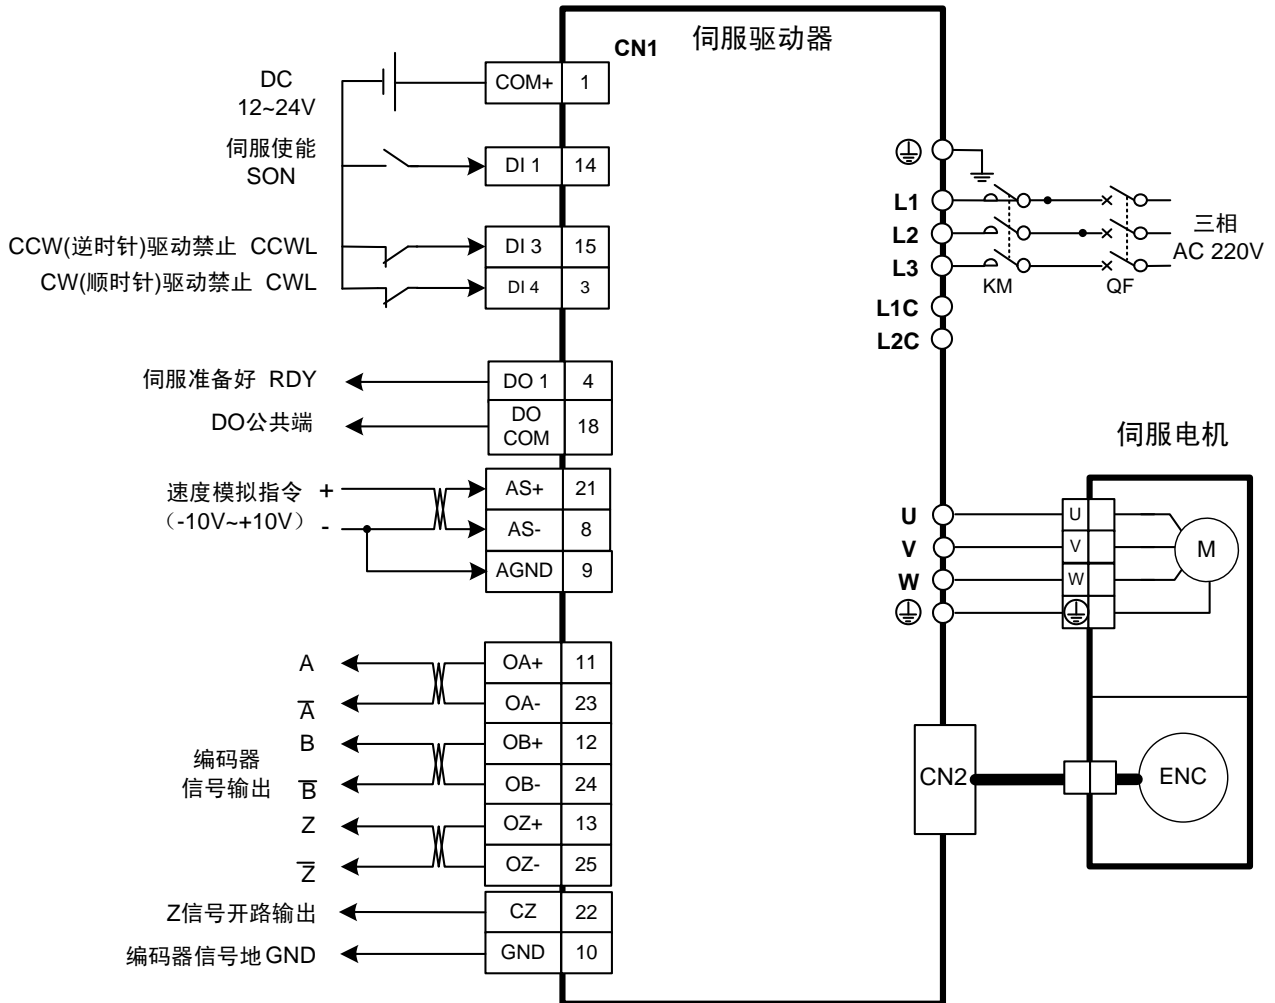 伺服驱动器
CN1
DC
12~24V
COM+ 1
伺服使能
SON
DI 1 14
CCW(逆时针)驱动禁止 CCWL DI 3 15
CW(顺时针)驱动禁止 CWL DI 4 3
伺服准备好 RDY DO 1 4
DO公共端 DO COM 18
速度模拟指令 + AS+ 21
（-10V~+10V） - AS- 8
AGND 9
A OA+ 11
A̅ OA- 23
B OB+ 12
编码器
信号输出
B̅ OB- 24
Z OZ+ 13
Z̅ OZ- 25
Z信号开路输出 CZ 22
编码器信号地GND GND 10
L1
L2
L3
KM
QF
三相
AC 220V
L1C
L2C
伺服电机
U U
V V
W W
M
CN2
ENC